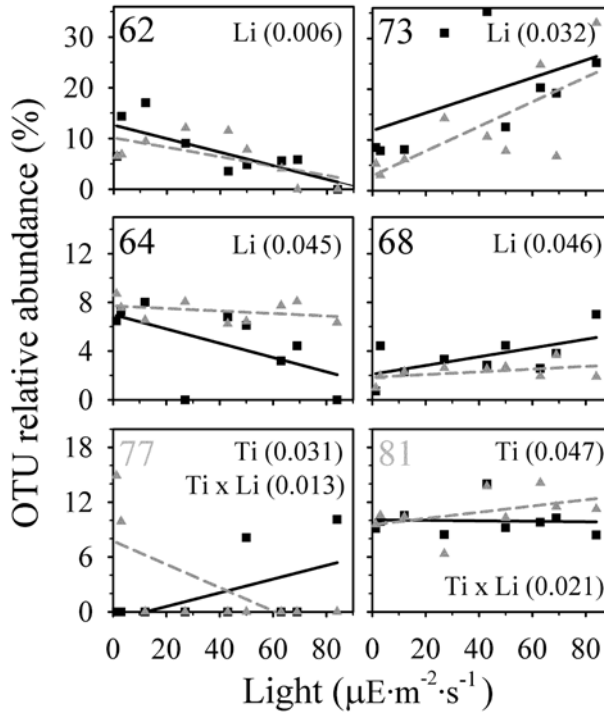 62 Li (0.006)
73 Li (0.032)
30
20
10
0
64 Li (0.045)
68 Li (0.046)
12
8
4
0
77 Ti (0.031)
Ti x Li (0.013)
81 Ti (0.047)
Ti x Li (0.021)
18
12
6
0
0 20 40 60 80 0 20 40 60 80
OTU relative abundance (%)
Light (µE·m⁻²·s⁻¹)